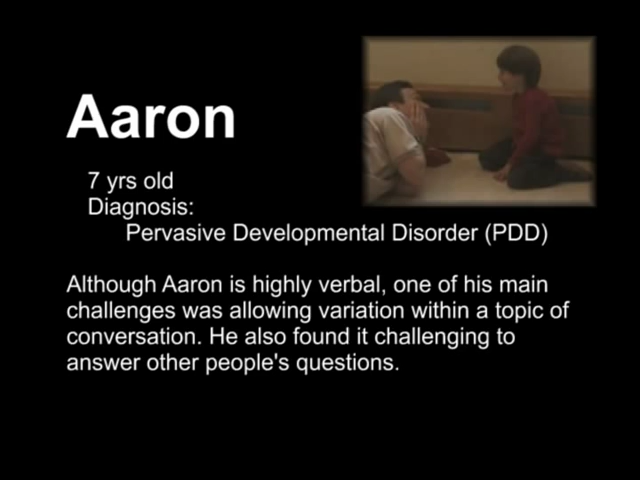 Aaron
7 yrs old
Diagnosis:
Pervasive Developmental Disorder (PDD)
Although Aaron is highly verbal, one of his main
challenges was allowing variation within a topic of
conversation. He also found it challenging to
answer other people's questions.